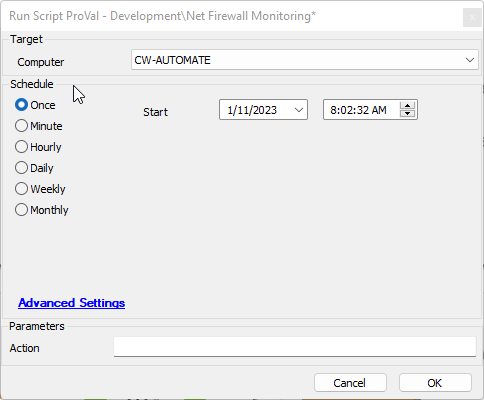 Run Script ProVal - Development\Net Firewall Monitoring*
Target
Computer CW-AUTOMATE
Schedule
Once Start 1/11/2023 8:02:32 AM
Minute
Hourly
Daily
Weekly
Monthly
Advanced Settings
Parameters
Action
Cancel OK